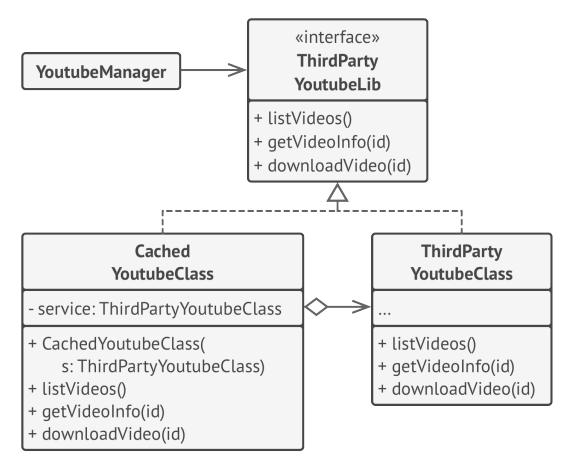 YoutubeManager
«interface»
ThirdParty
YoutubeLib
+ listVideos()
+ getVideoInfo(id)
+ downloadVideo(id)
Cached
YoutubeClass
- service: ThirdPartyYoutubeClass
+ CachedYoutubeClass(
s: ThirdPartyYoutubeClass)
+ listVideos()
+ getVideoInfo(id)
+ downloadVideo(id)
ThirdParty
YoutubeClass
...
+ listVideos()
+ getVideoInfo(id)
+ downloadVideo(id)